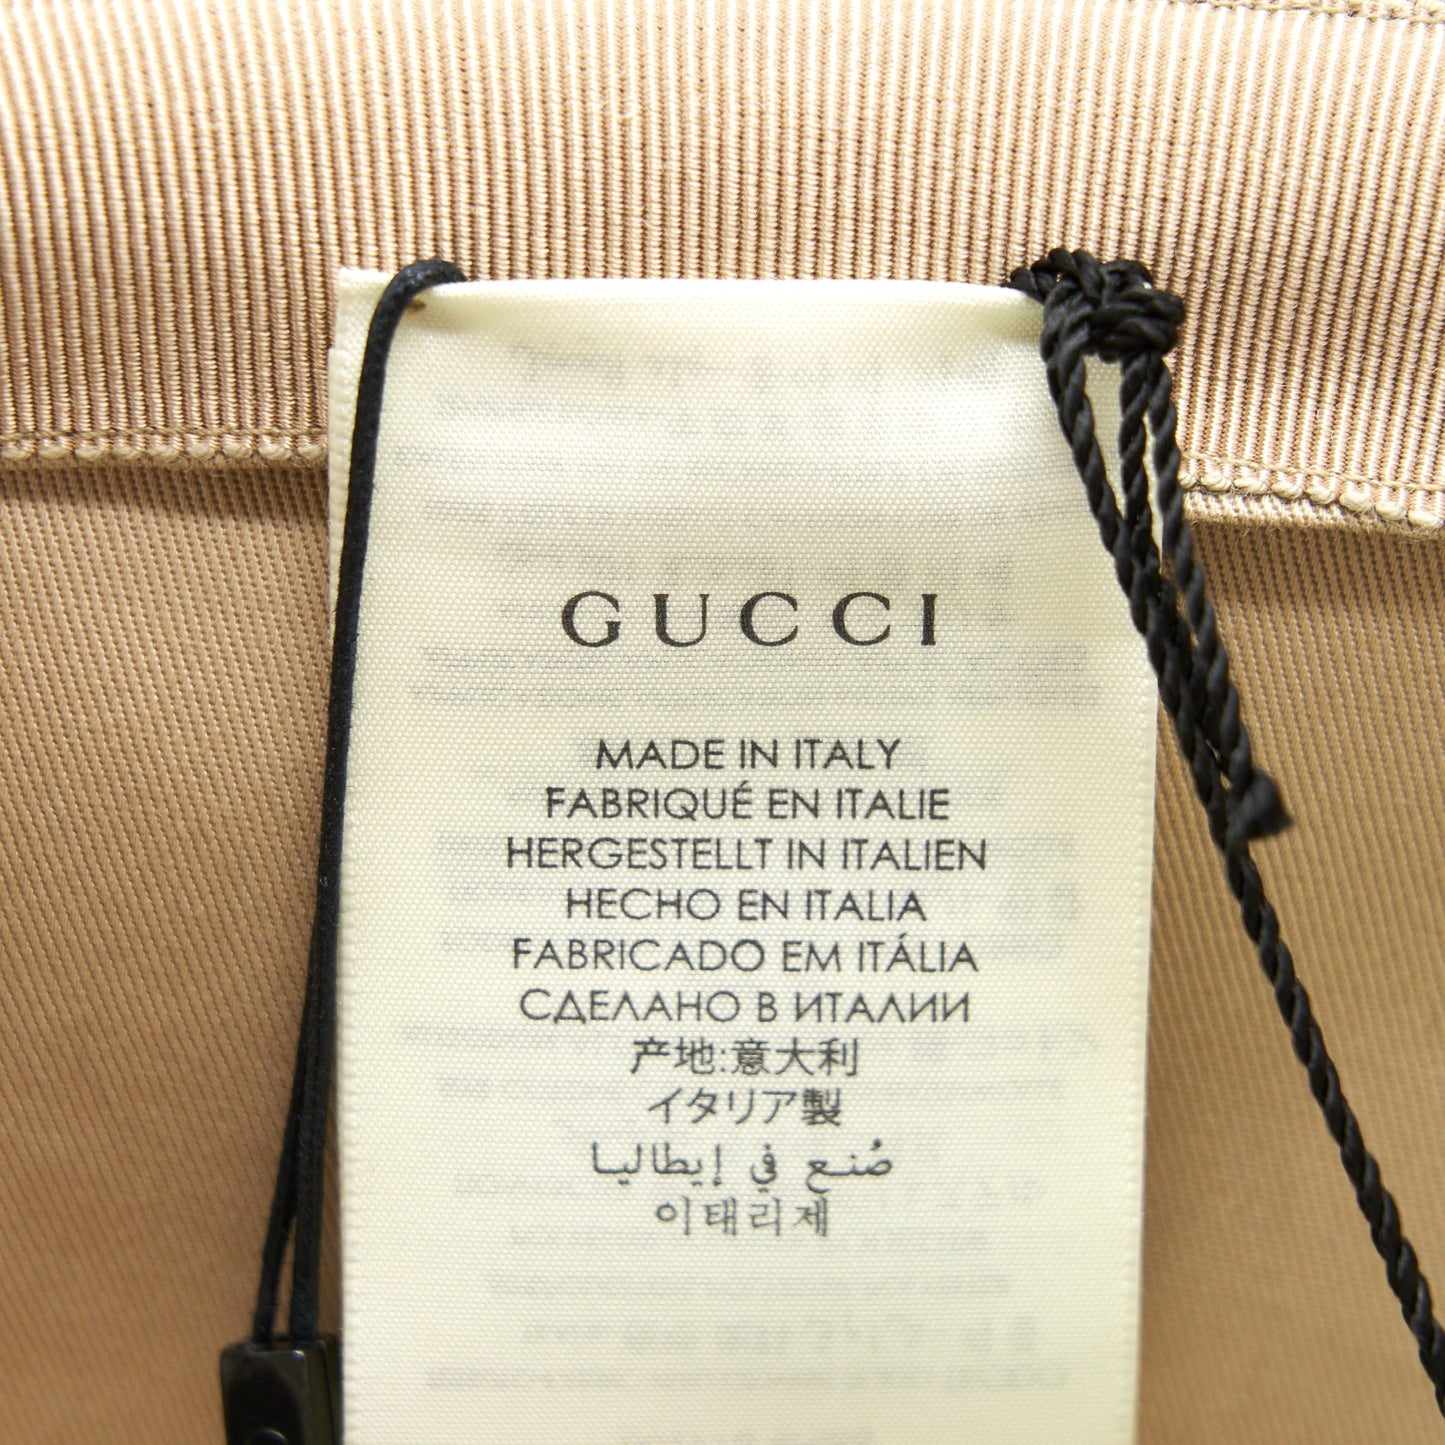 GUCCI
MADE IN ITALY
FABRIQUÉ EN ITALIE
HERGESTELLT IN ITALIEN
HECHO EN ITALIA
FABRICADO EM ITÁLIA
СДЕЛАНО В ИТАЛИИ
产地:意大利
イタリア製
صُنع في إيطاليا
이태리제